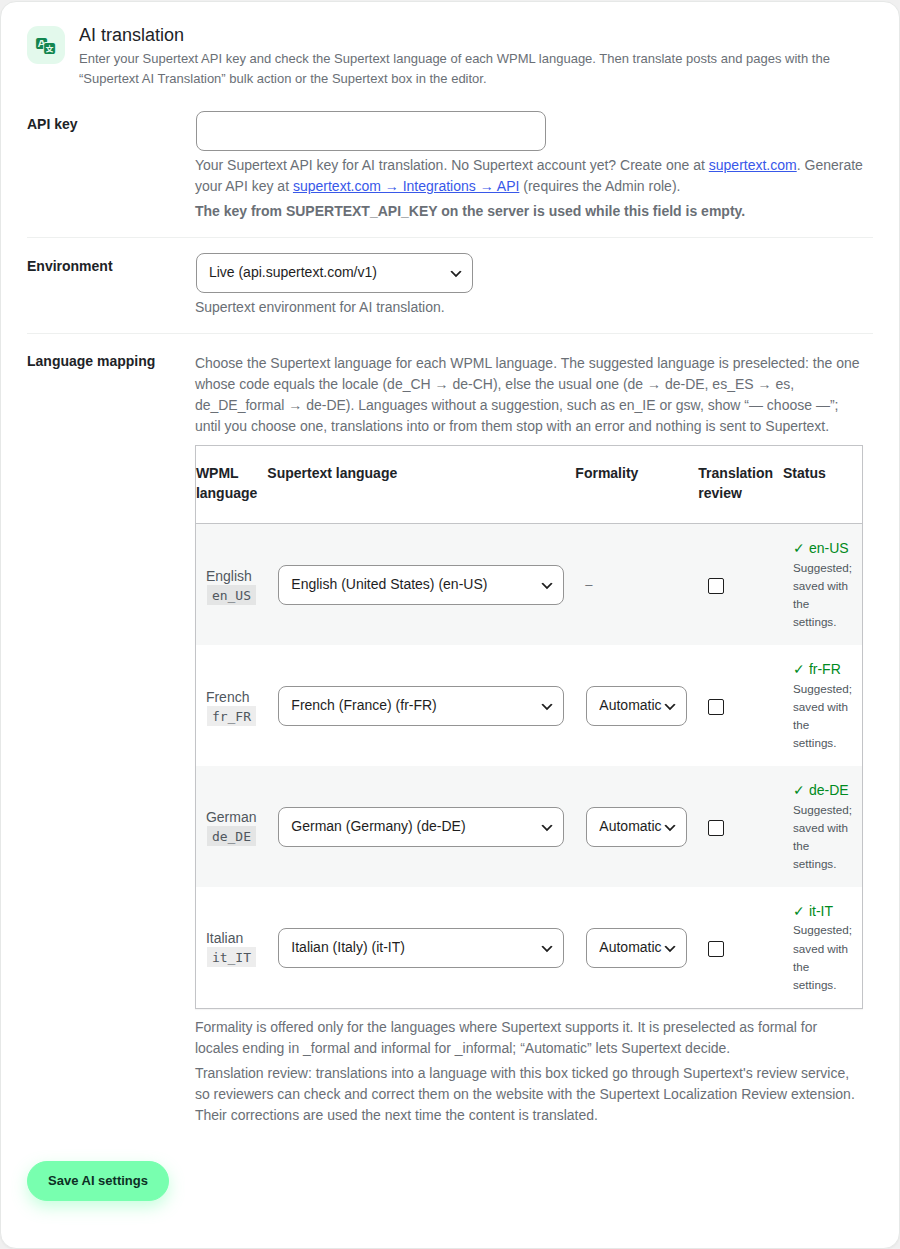 AI translation
Enter your Supertext API key and check the Supertext language of each WPML language. Then translate posts and pages with the
“Supertext AI Translation” bulk action or the Supertext box in the editor.
API key
Your Supertext API key for AI translation. No Supertext account yet? Create one at supertext.com. Generate
your API key at supertext.com → Integrations → API (requires the Admin role).
The key from SUPERTEXT_API_KEY on the server is used while this field is empty.
Environment
Live (api.supertext.com/v1)
Supertext environment for AI translation.
Language mapping
Choose the Supertext language for each WPML language. The suggested language is preselected: the one
whose code equals the locale (de_CH → de-CH), else the usual one (de → de-DE, es_ES → es,
de_DE_formal → de-DE). Languages without a suggestion, such as en_IE or gsw, show “— choose —”;
until you choose one, translations into or from them stop with an error and nothing is sent to Supertext.
WPML language Supertext language Formality Translation review Status
English en_US
English (United States) (en-US)
–
✓ en-US
Suggested;
saved with
the
settings.
French fr_FR
French (France) (fr-FR)
Automatic
✓ fr-FR
Suggested;
saved with
the
settings.
German de_DE
German (Germany) (de-DE)
Automatic
✓ de-DE
Suggested;
saved with
the
settings.
Italian it_IT
Italian (Italy) (it-IT)
Automatic
✓ it-IT
Suggested;
saved with
the
settings.
Formality is offered only for the languages where Supertext supports it. It is preselected as formal for
locales ending in _formal and informal for _informal; “Automatic” lets Supertext decide.
Translation review: translations into a language with this box ticked go through Supertext's review service,
so reviewers can check and correct them on the website with the Supertext Localization Review extension.
Their corrections are used the next time the content is translated.
Save AI settings